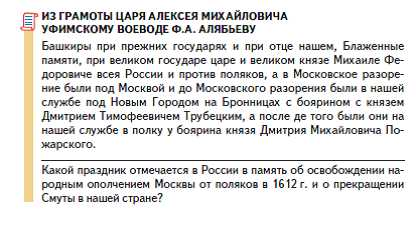 ИЗ ГРАМОТЫ ЦАРЯ АЛЕКСЕЯ МИХАЙЛОВИЧА
УФИМСКОМУ ВОЕВОДЕ Ф.А. АЛЯБЬЕВУ
Башкиры при прежних государях и при отце нашем, Блаженные
памяти, при великом государе царе и великом князе Михаиле Фе-
доровиче всея России и против поляков, а в Московское разоре-
ние были под Москвой и до Московского разорения были в нашей
службе под Новым Городом на Бронницах с боярином с князем
Дмитрием Тимофеевичем Трубецким, а после де того были они на
нашей службе в полку у боярина князя Дмитрия Михайловича По-
жарского.
Какой праздник отмечается в России в память об освобождении на-
родным ополчением Москвы от поляков в 1612 г. и о прекращении
Смуты в нашей стране?